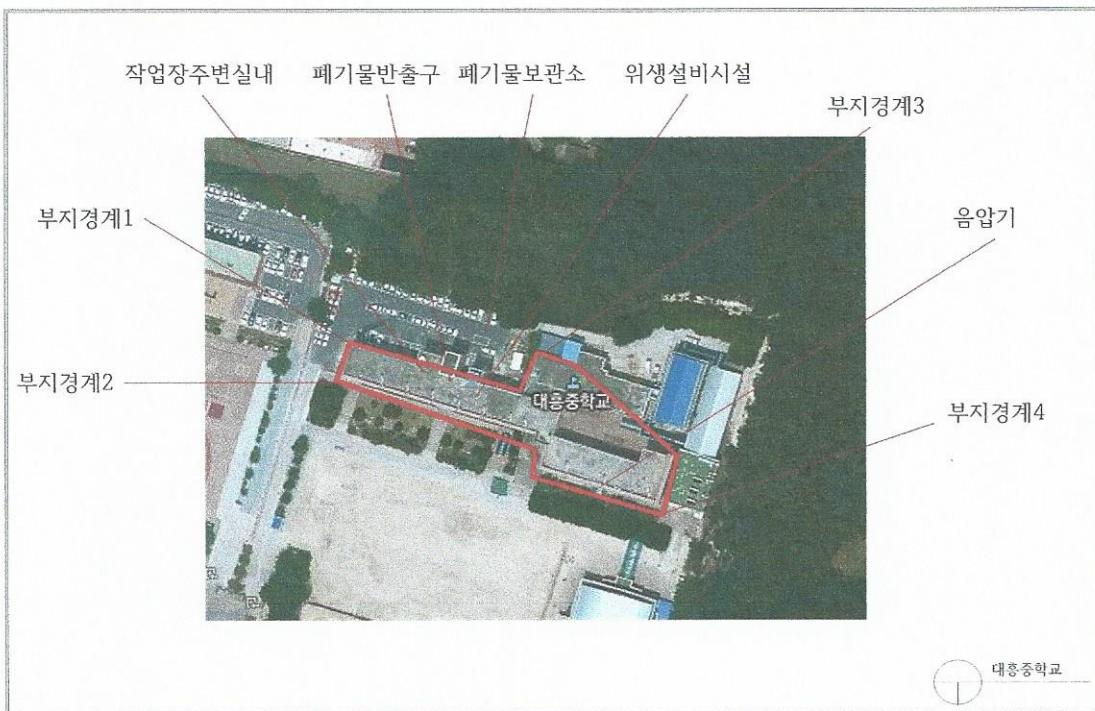 작업장주변실내 폐기물반출구 폐기물보관소 위생설비시설
부지경계3
부지경계1
음압기
부지경계2
대흥중학교
부지경계4
대흥중학교